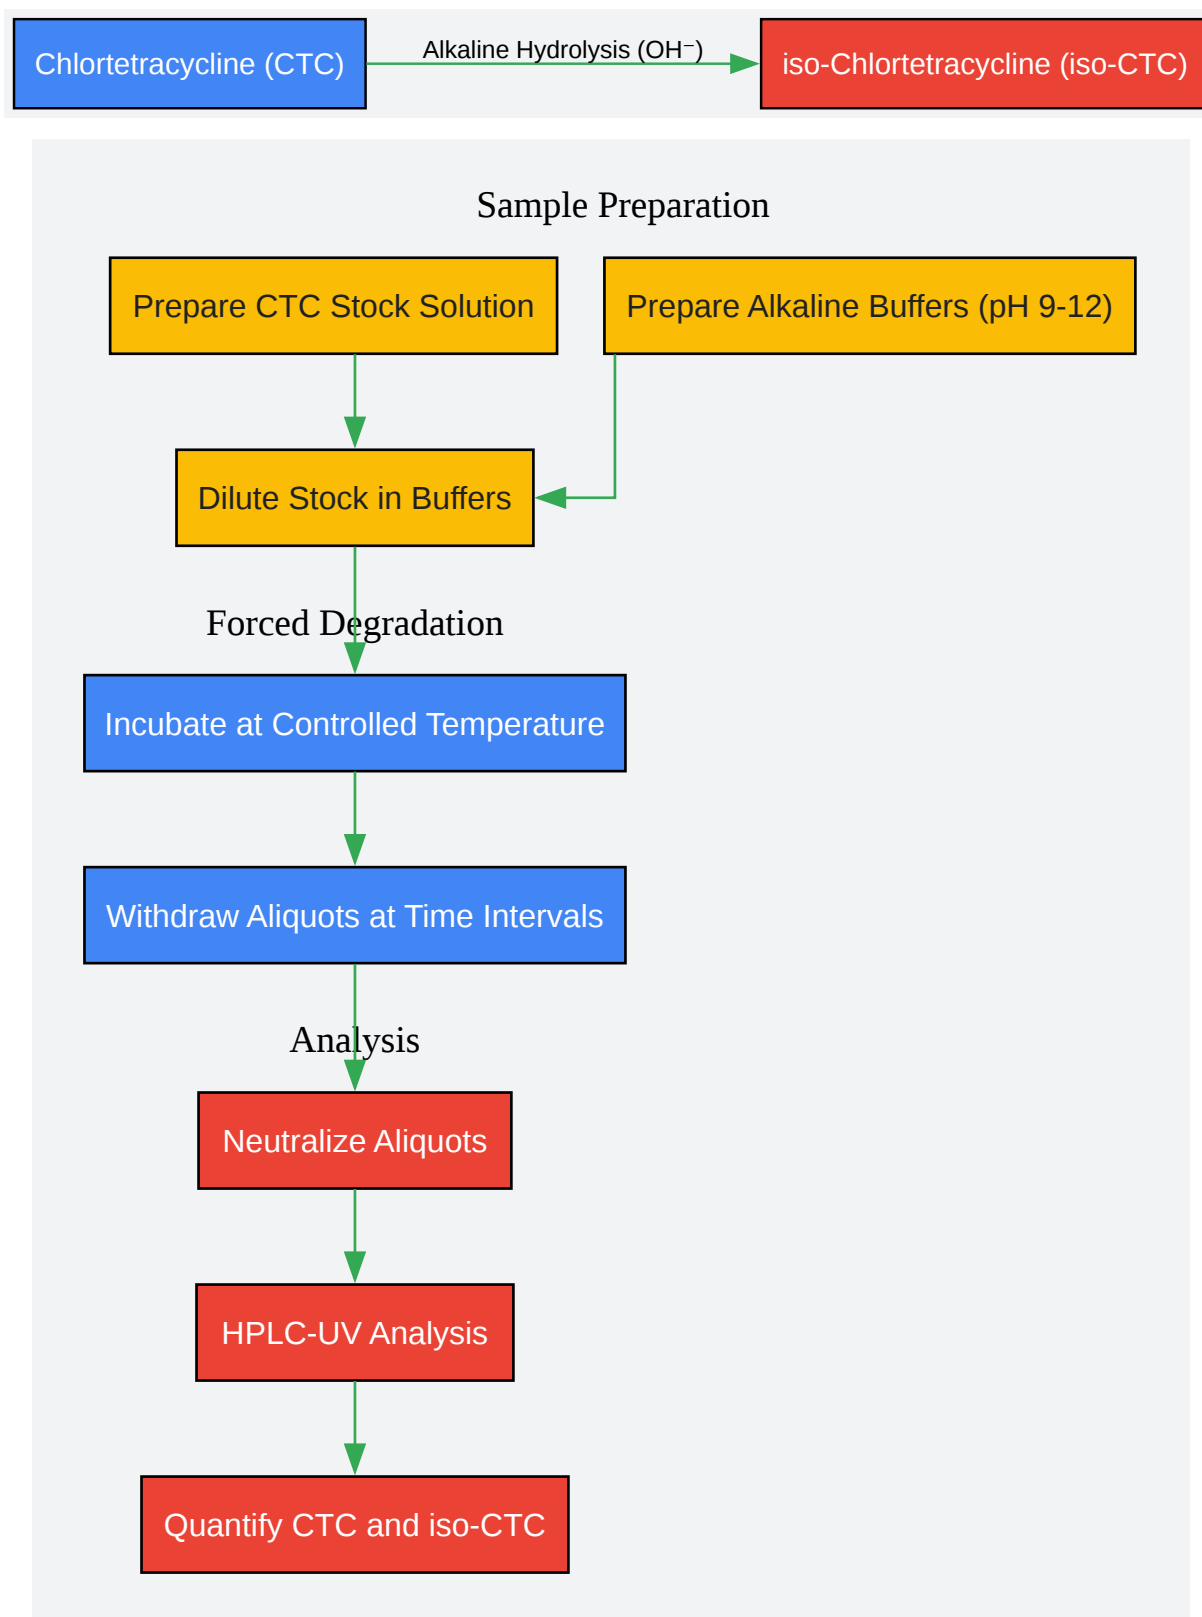 Chlortetracycline (CTC)
Alkaline Hydrolysis (OH⁻)
iso-Chlortetracycline (iso-CTC)
Sample Preparation
Prepare CTC Stock Solution
Prepare Alkaline Buffers (pH 9-12)
Dilute Stock in Buffers
Forced Degradation
Incubate at Controlled Temperature
Withdraw Aliquots at Time Intervals
Analysis
Neutralize Aliquots
HPLC-UV Analysis
Quantify CTC and iso-CTC